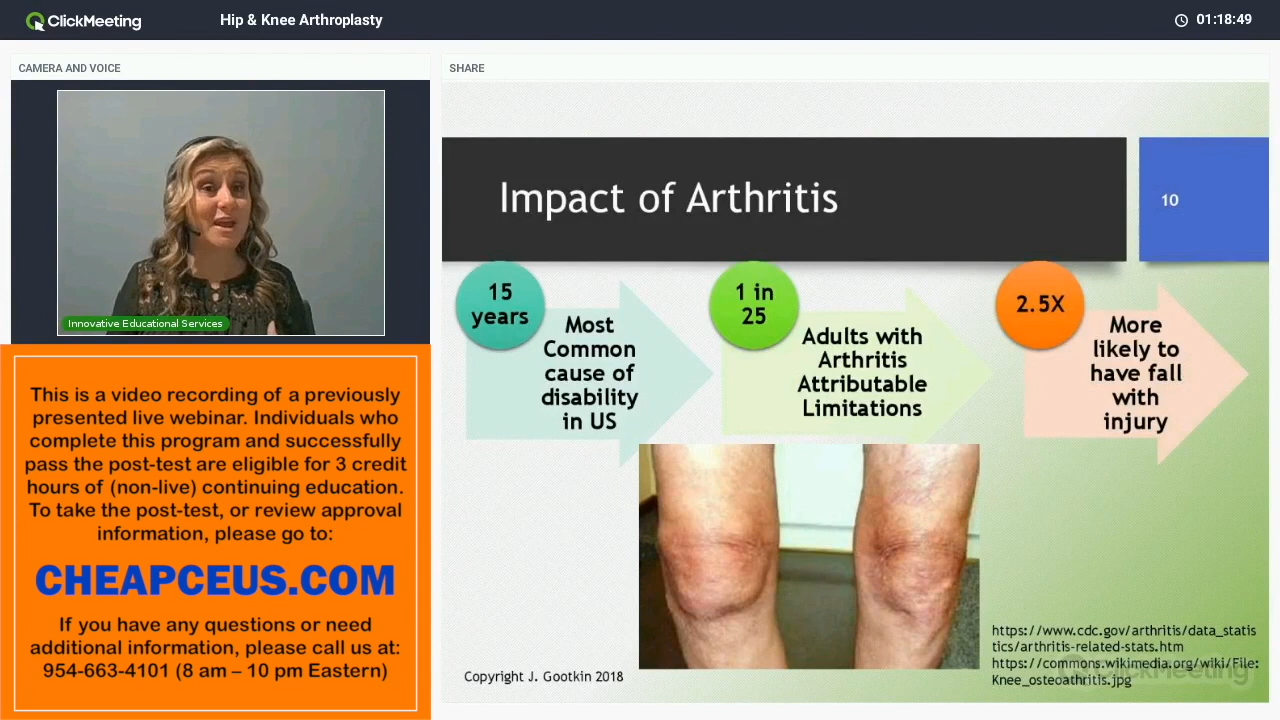 ClickMeeting
Hip & Knee Arthroplasty
01:18:49
CAMERA AND VOICE
Innovative Educational Services
This is a video recording of a previously
presented live webinar. Individuals who
complete this program and successfully
pass the post-test are eligible for 3 credit
hours of (non-live) continuing education.
To take the post-test, or review approval
information, please go to:
CHEAPCEUS.COM
If you have any questions or need
additional information, please call us at:
954-663-4101 (8 am – 10 pm Eastern)
SHARE
Impact of Arthritis
10
15
years
Most
Common
cause of
disability
in US
1 in
25
Adults with
Arthritis
Attributable
Limitations
2.5X
More
likely to
have fall
with
injury
Copyright J. Gootkin 2018
https://www.cdc.gov/arthritis/data_statis
tics/arthritis-related-stats.htm
https://commons.wikimedia.org/wiki/File:
Knee_osteoathritis.jpg
ClickMeeting